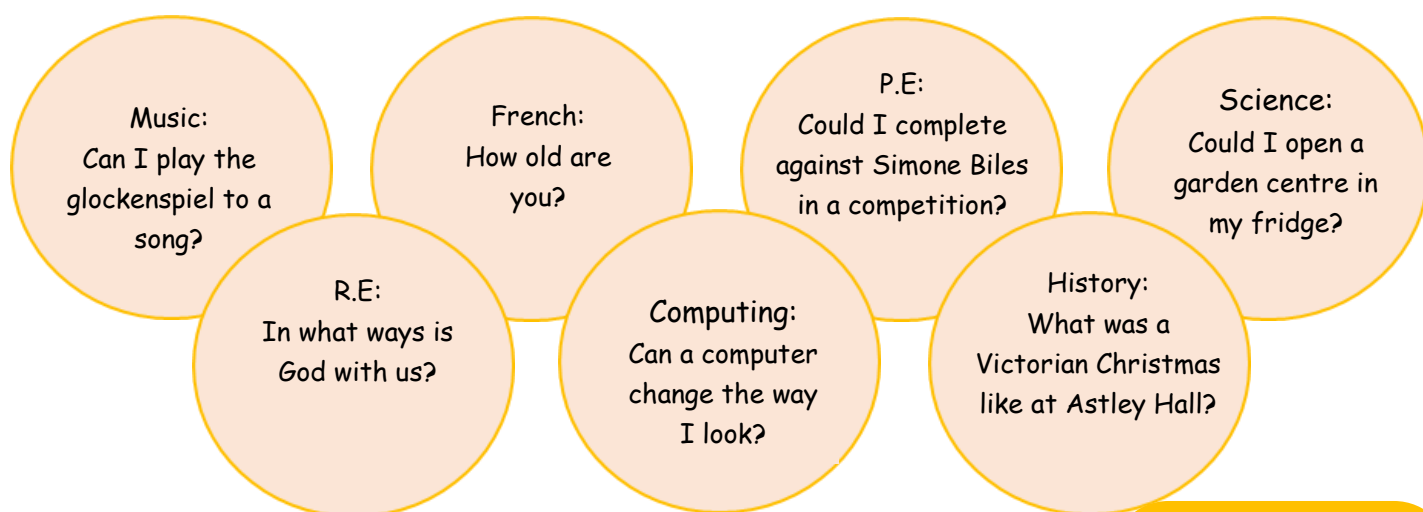 Music:
Can I play the
glockenspiel to a
song?
French:
How old are
you?
P.E:
Could I complete
against Simone Biles
in a competition?
Science:
Could I open a
garden centre in
my fridge?
R.E:
In what ways is
God with us?
Computing:
Can a computer
change the way
I look?
History:
What was a
Victorian Christmas
like at Astley Hall?